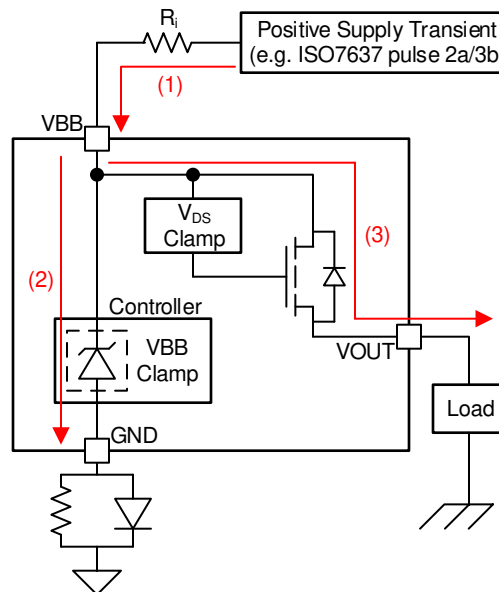 Ri
Positive Supply Transient
(e.g. ISO7637 pulse 2a/3b
(1)
VBB
VDS
Clamp
(3)
(2)
Controller
VBB
Clamp
VOUT
GND
Load